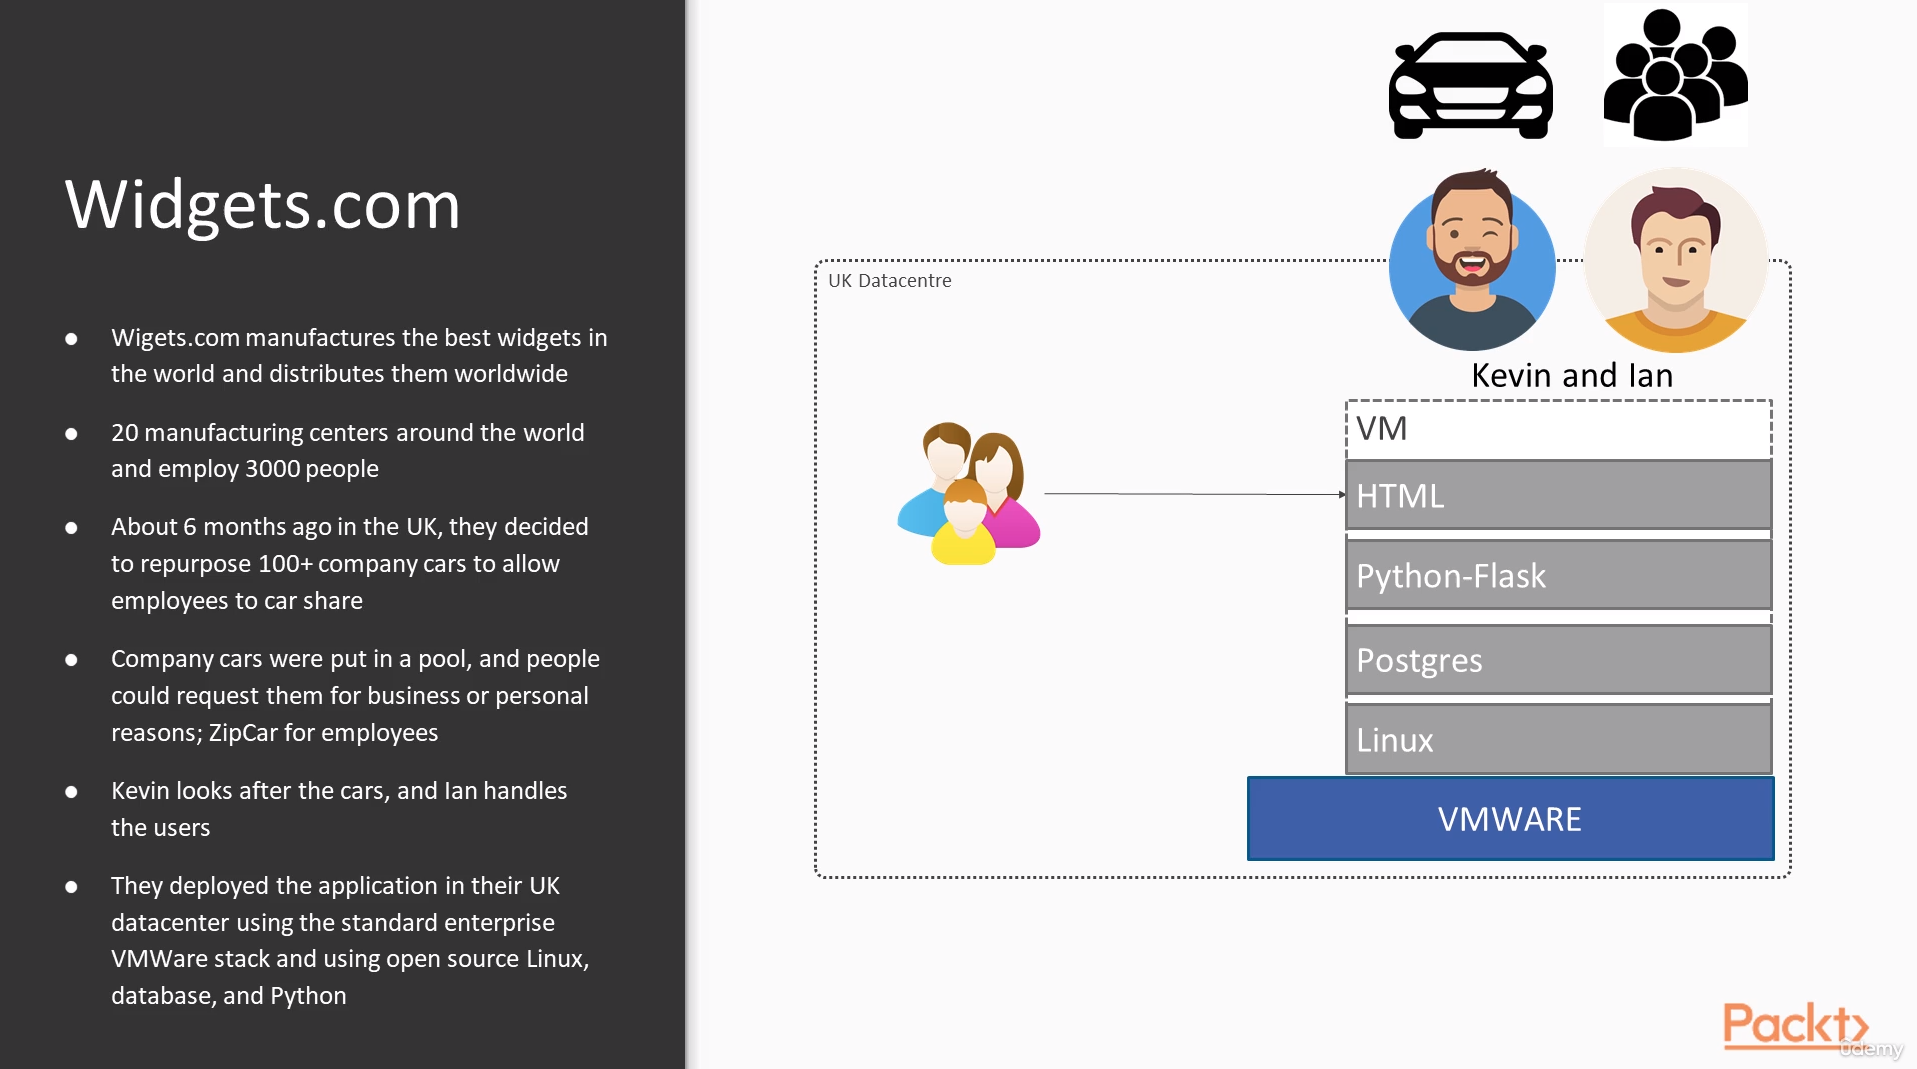 Widgets.com
Wigets.com manufactures the best widgets in
the world and distributes them worldwide
20 manufacturing centers around the world
and employ 3000 people
About 6 months ago in the UK, they decided
to repurpose 100+ company cars to allow
employees to car share
Company cars were put in a pool, and people
could request them for business or personal
reasons; ZipCar for employees
Kevin looks after the cars, and Ian handles
the users
They deployed the application in their UK
datacenter using the standard enterprise
VMWare stack and using open source Linux,
database, and Python
UK Datacentre
Kevin and Ian
VM
HTML
Python-Flask
Postgres
Linux
VMWARE
Packt
Udemy